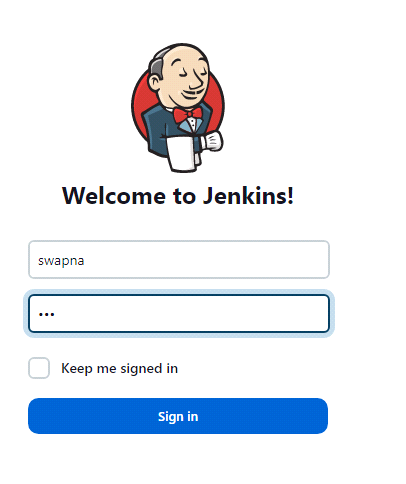 Welcome to Jenkins!
swapna
•••
Keep me signed in
Sign in